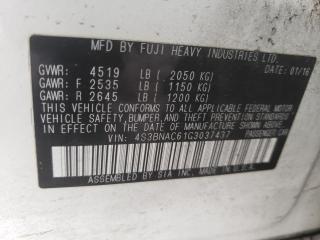 MFD BY FUJI HEAVY INDUSTRIES LTD.
01/16
GVWR: 4519 LB ( 2050 KG)
GAWR: F 2535 LB ( 1150 KG)
GAWR: R 2645 LB ( 1200 KG)
THIS VEHICLE CONFORMS TO ALL APPLICABLE FEDERAL MOTOR
VEHICLE SAFETY, BUMPER, AND THEFT PREVENTION STANDARDS
IN EFFECT ON THE DATE OF MANUFACTURE SHOWN ABOVE.
VIN: 4S3BNAC61G3037437 PASSENGER CAR
ASSEMBLED BY SIA INC. MADE IN U.S.A.